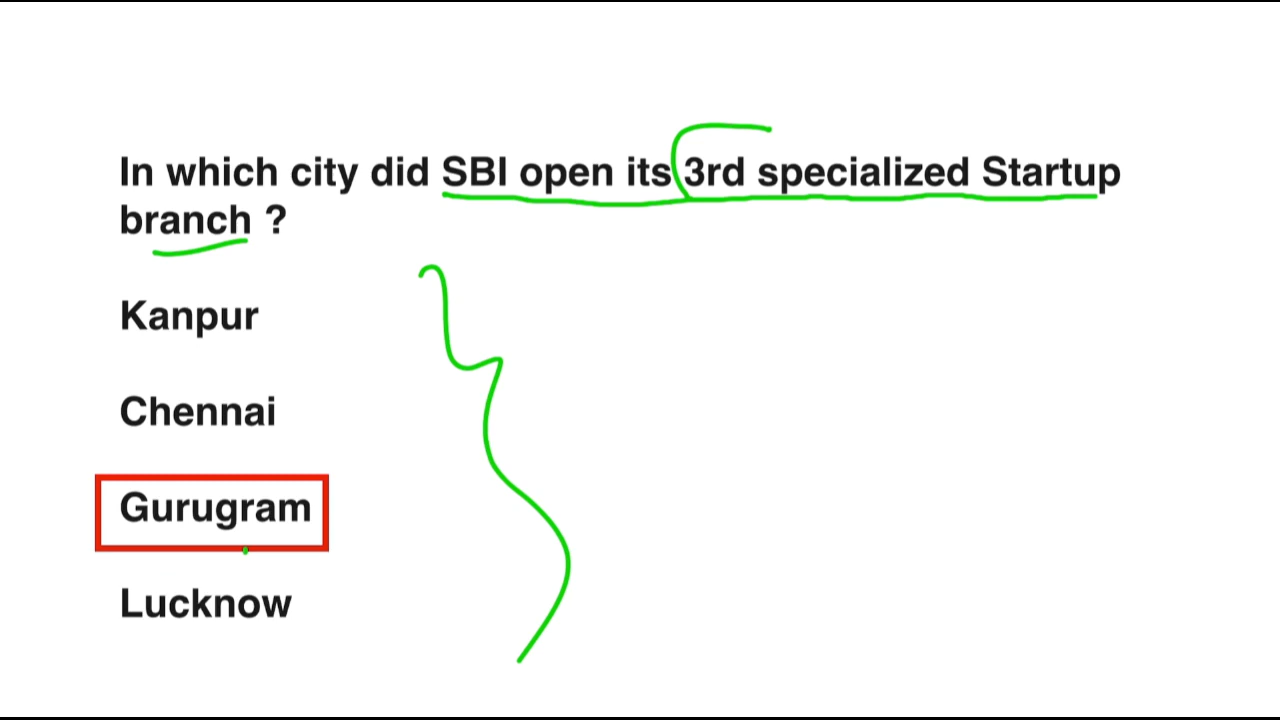 In which city did SBI open its 3rd specialized Startup
branch ?
Kanpur
Chennai
Gurugram
Lucknow